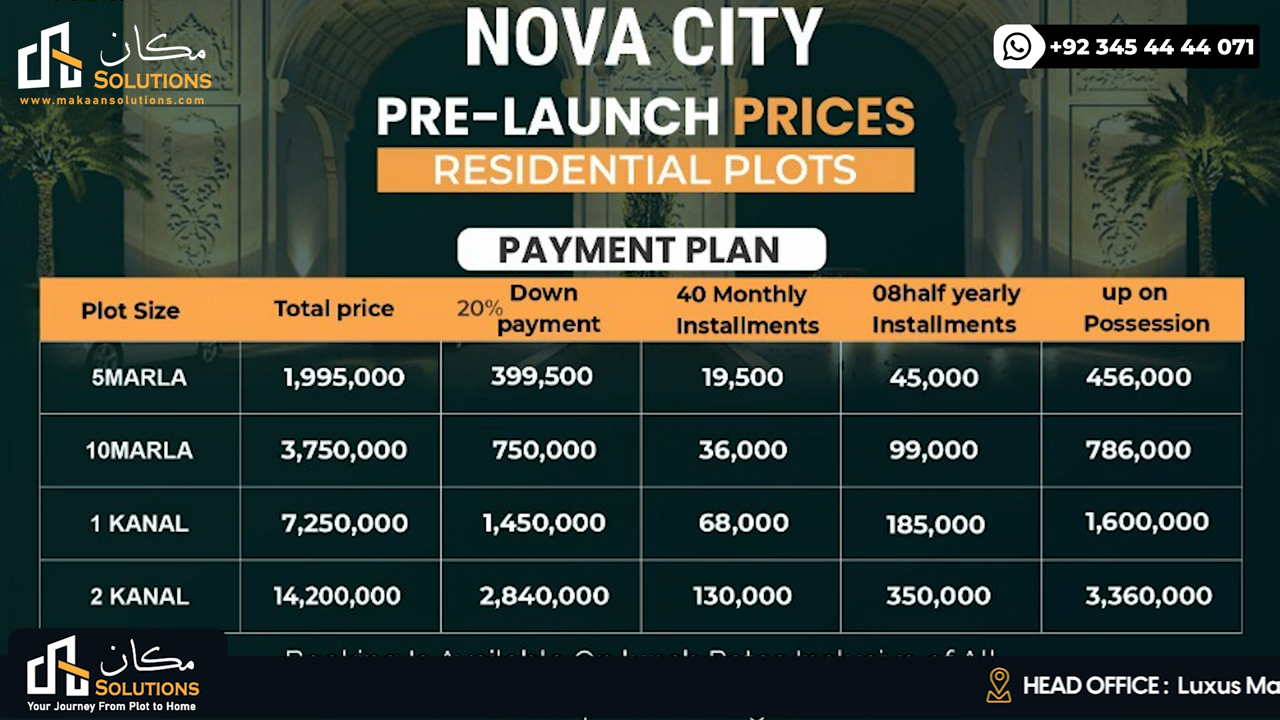 مكان
SOLUTIONS
www.makaansolutions.com
NOVA CITY
+92 345 44 44 071
PRE-LAUNCH PRICES
RESIDENTIAL PLOTS
PAYMENT PLAN
Plot Size Total price 20% Down payment 40 Monthly Installments 08half yearly Installments up on Possession
5MARLA 1,995,000 399,500 19,500 45,000 456,000
10MARLA 3,750,000 750,000 36,000 99,000 786,000
1 KANAL 7,250,000 1,450,000 68,000 185,000 1,600,000
2 KANAL 14,200,000 2,840,000 130,000 350,000 3,360,000
مكان
SOLUTIONS
Your Journey From Plot to Home
HEAD OFFICE : Luxus Ma